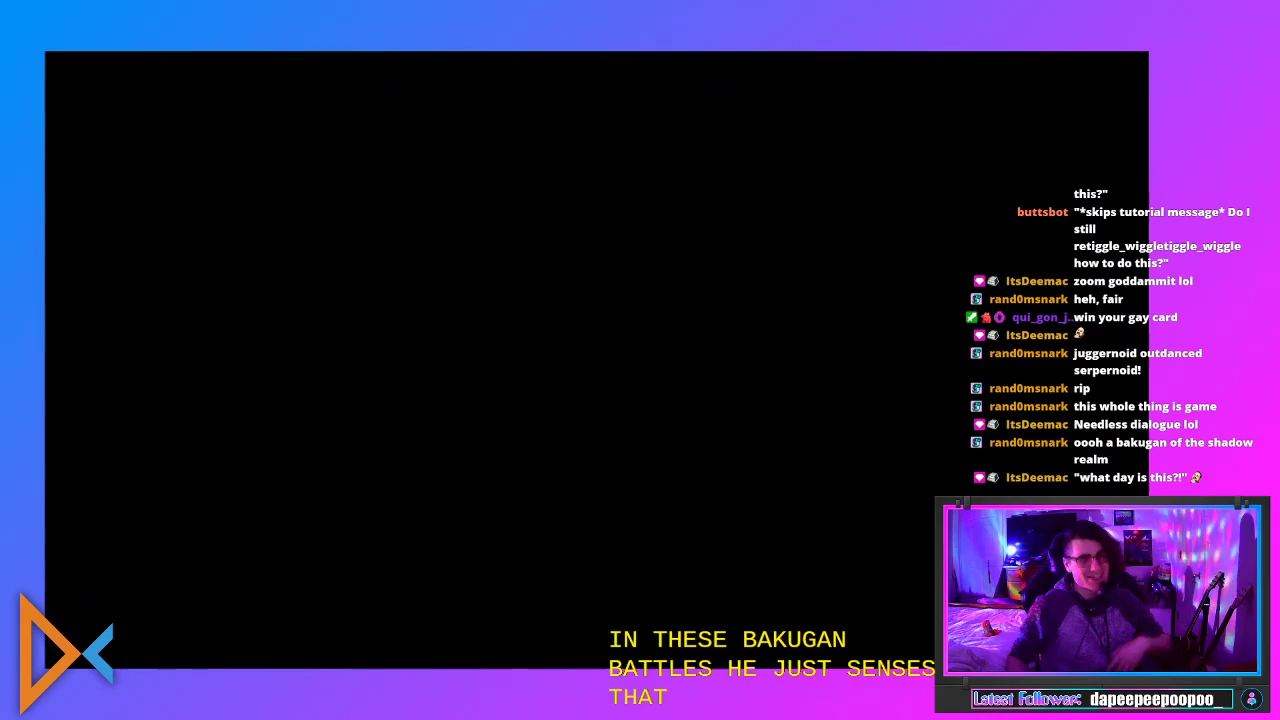 this?"
buttsbot "*skips tutorial message* Do I
still
retiggle_wiggletiggle_wiggle
how to do this?"
ItsDeemac zoom goddammit lol
rand0msnark heh, fair
qui_gon_j.. win your gay card
ItsDeemac
rand0msnark juggernoid outdanced
serpernoid!
rand0msnark rip
rand0msnark this whole thing is game
ItsDeemac Needless dialogue lol
rand0msnark oooh a bakugan of the shadow
realm
ItsDeemac "what day is this?!"
IN THESE BAKUGAN
BATTLES HE JUST SENSES
THAT
Latest Follower: dapeepeepoopoo_